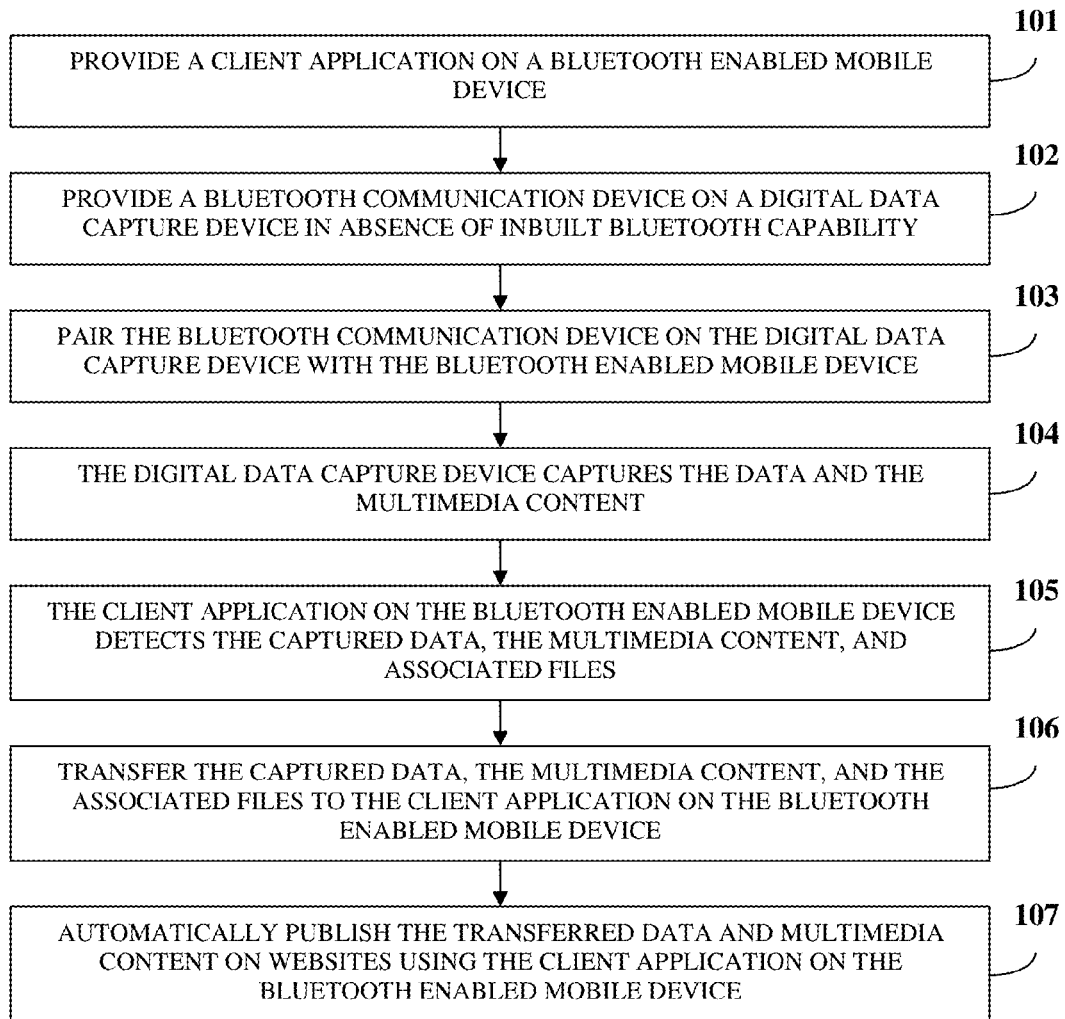 101
PROVIDE A CLIENT APPLICATION ON A BLUETOOTH ENABLED MOBILE
DEVICE
102
PROVIDE A BLUETOOTH COMMUNICATION DEVICE ON A DIGITAL DATA
CAPTURE DEVICE IN ABSENCE OF INBUILT BLUETOOTH CAPABILITY
103
PAIR THE BLUETOOTH COMMUNICATION DEVICE ON THE DIGITAL DATA
CAPTURE DEVICE WITH THE BLUETOOTH ENABLED MOBILE DEVICE
104
THE DIGITAL DATA CAPTURE DEVICE CAPTURES THE DATA AND THE
MULTIMEDIA CONTENT
105
THE CLIENT APPLICATION ON THE BLUETOOTH ENABLED MOBILE DEVICE
DETECTS THE CAPTURED DATA, THE MULTIMEDIA CONTENT, AND
ASSOCIATED FILES
106
TRANSFER THE CAPTURED DATA, THE MULTIMEDIA CONTENT, AND THE
ASSOCIATED FILES TO THE CLIENT APPLICATION ON THE BLUETOOTH
ENABLED MOBILE DEVICE
107
AUTOMATICALLY PUBLISH THE TRANSFERRED DATA AND MULTIMEDIA
CONTENT ON WEBSITES USING THE CLIENT APPLICATION ON THE
BLUETOOTH ENABLED MOBILE DEVICE